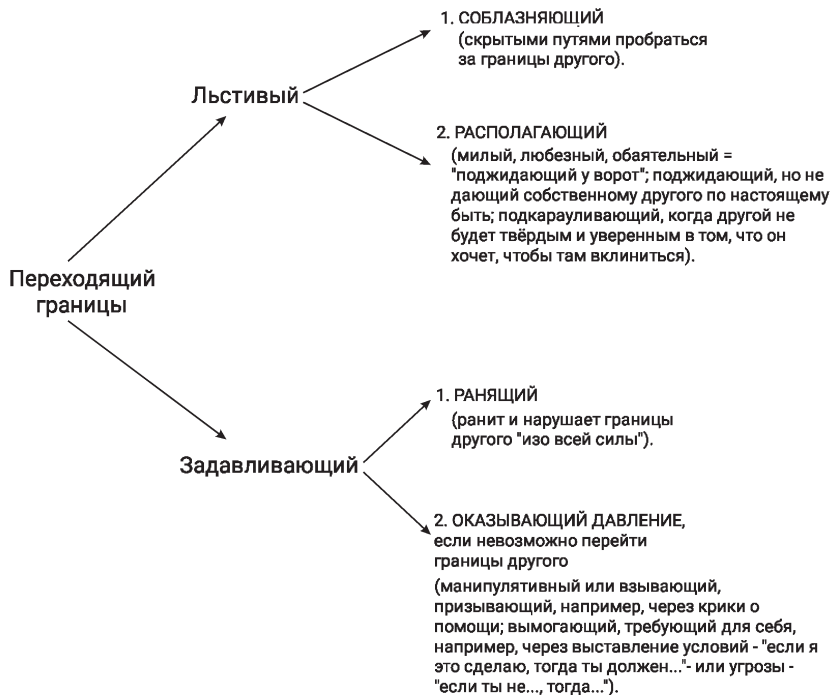 1. СОБЛАЗНЯЮЩИЙ
(скрытыми путями пробраться
за границы другого).
Льстивый
2. РАСПОЛАГАЮЩИЙ
(милый, любезный, обаятельный =
"поджидающий у ворот"; поджидающий, но не
дающий собственному другого по настоящему
быть; подкарауливающий, когда другой не
будет твёрдым и уверенным в том, что он
хочет, чтобы там вклиниться).
Переходящий
границы
1. РАНЯЩИЙ
(ранит и нарушает границы
другого "изо всей силы").
Задавливающий
2. ОКАЗЫВАЮЩИЙ ДАВЛЕНИЕ,
если невозможно перейти
границы другого
(манипулятивный или взывающий,
призывающий, например, через крики о
помощи; вымогающий, требующий для себя,
например, через выставление условий - "если я
это сделаю, тогда ты должен..."- или угрозы -
"если ты не..., тогда...").